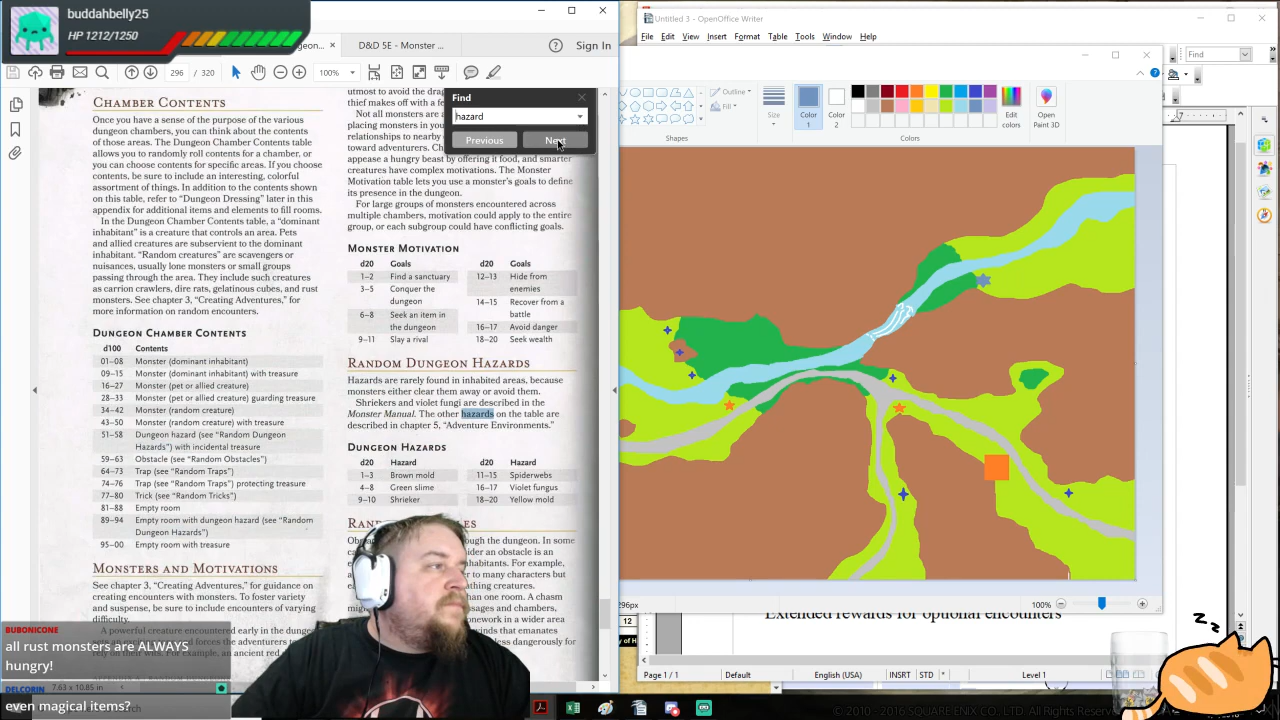 buddahbelly25
HP 1212/1250
ngeon...
D&D 5E - Monster ...
Sign In
296 / 320
100%
Find
hazard
Previous
Next
CHAMBER CONTENTS
Once you have a sense of the purpose of the various
dungeon chambers, you can think about the contents
of those areas. The Dungeon Chamber Contents table
allows you to randomly roll contents for a chamber, or
you can choose contents for specific areas. If you choose
contents, be sure to include an interesting, colorful
assortment of things. In addition to the contents shown
on this table, refer to "Dungeon Dressing" later in this
appendix for additional items and elements to fill rooms.
In the Dungeon Chamber Contents table, a "dominant
inhabitant" is a creature that controls an area. Pets
and allied creatures are subservient to the dominant
inhabitant. "Random creatures" are scavengers or
nuisances, usually lone monsters or small groups
passing through the area. They include such creatures
as carrion crawlers, dire rats, gelatinous cubes, and rust
monsters. See chapter 3, "Creating Adventures," for
more information on random encounters.
DUNGEON CHAMBER CONTENTS
d100 Contents
01–08 Monster (dominant inhabitant)
09–15 Monster (dominant inhabitant) with treasure
16–27 Monster (pet or allied creature)
28–33 Monster (pet or allied creature) guarding treasure
34–42 Monster (random creature)
43–50 Monster (random creature) with treasure
51–58 Dungeon hazard (see "Random Dungeon
Hazards") with incidental treasure
59–63 Obstacle (see "Random Obstacles")
64–73 Trap (see "Random Traps")
74–76 Trap (see "Random Traps") protecting treasure
77–80 Trick (see "Random Tricks")
81–88 Empty room
89–94 Empty room with dungeon hazard (see "Random
Dungeon Hazards")
95–00 Empty room with treasure
MONSTERS AND MOTIVATIONS
See chapter 3, "Creating Adventures," for guidance on
creating encounters with monsters. To foster variety
and suspense, be sure to include encounters of varying
difficulty.
A powerful creature encountered early in the dunge
utmost to avoid being dra
thief makes off with a
Not all monsters are
placing monsters in you
relationships to nearby
toward adventurers. Ch
appease a hungry beast by offering it food, and smarter
creatures have complex motivations. The Monster
Motivation table lets you use a monster's goals to define
its presence in the dungeon.
For large groups of monsters encountered across
multiple chambers, motivation could apply to the entire
group, or each subgroup could have conflicting goals.
MONSTER MOTIVATION
d20 Goals d20 Goals
1–2 Find a sanctuary 12–13 Hide from
enemies
3–5 Conquer the
dungeon 14–15 Recover from a
battle
6–8 Seek an item in
the dungeon 16–17 Avoid danger
9–11 Slay a rival 18–20 Seek wealth
RANDOM DUNGEON HAZARDS
Hazards are rarely found in inhabited areas, because
monsters either clear them away or avoid them.
Shriekers and violet fungi are described in the
Monster Manual. The other hazards on the table are
described in chapter 5, "Adventure Environments."
DUNGEON HAZARDS
d20 Hazard d20 Hazard
1–3 Brown mold 11–15 Spiderwebs
4–8 Green slime 16–17 Violet fungus
9–10 Shrieker 18–20 Yellow mold
BUBONICONE
all rust monsters are ALWAYS
hungry!
DELCORIN
even magical items?
7.63 x 10.85 in
Untitled 3 - OpenOffice Writer
File Edit View Insert Format Table Tools Window Help
Find
Outline
Fill
Shapes
Size
Color
1
Color
2
Edit
colors
Open
Paint 3D
Colors
296px
100%
12
Extended rewards for optional encounters
Page 1 / 1 Default English (USA) INSRT STD * Level 1
Z Z Z
© 2010 - 2016 SQUARE ENIX CO., LTD. All Rights Reserved.